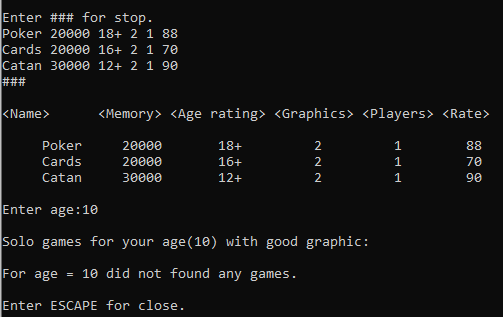 Enter ### for stop.
Poker 20000 18+ 2 1 88
Cards 20000 16+ 2 1 70
Catan 30000 12+ 2 1 90
###
<Name> <Memory> <Age rating> <Graphics> <Players> <Rate>
Poker 20000 18+ 2 1 88
Cards 20000 16+ 2 1 70
Catan 30000 12+ 2 1 90
Enter age:10
Solo games for your age(10) with good graphic:
For age = 10 did not found any games.
Enter ESCAPE for close.